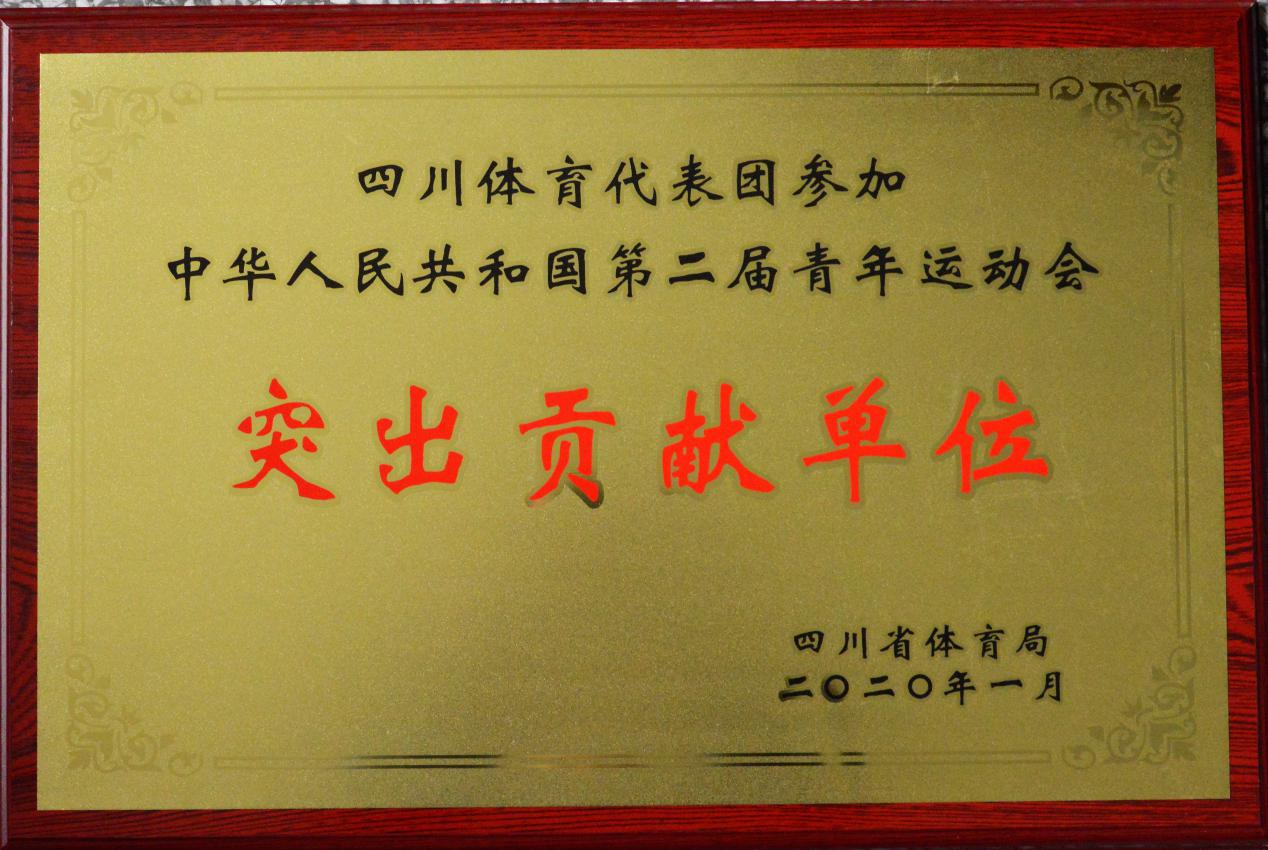 四川体育代表团参加
中华人民共和国第二届青年运动会
突出贡献单位
四川省体育局
二〇二〇年一月